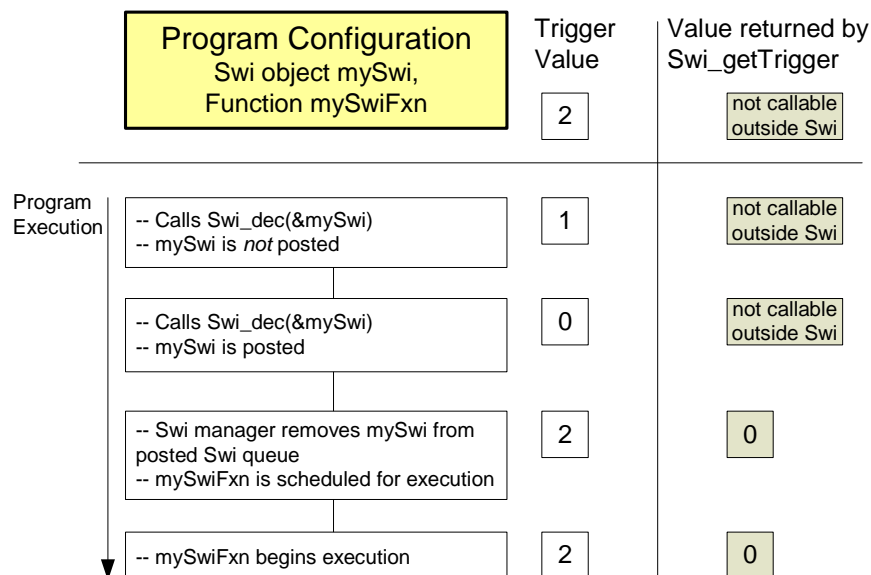 Program Configuration
Swi object mySwi,
Function mySwiFxn
Trigger
Value
Value returned by
Swi_getTrigger
2
not callable
outside Swi
Program
Execution
-- Calls Swi_dec(&mySwi)
-- mySwi is not posted
1
not callable
outside Swi
-- Calls Swi_dec(&mySwi)
-- mySwi is posted
0
not callable
outside Swi
-- Swi manager removes mySwi from
posted Swi queue
-- mySwiFxn is scheduled for execution
2
0
-- mySwiFxn begins execution
2
0